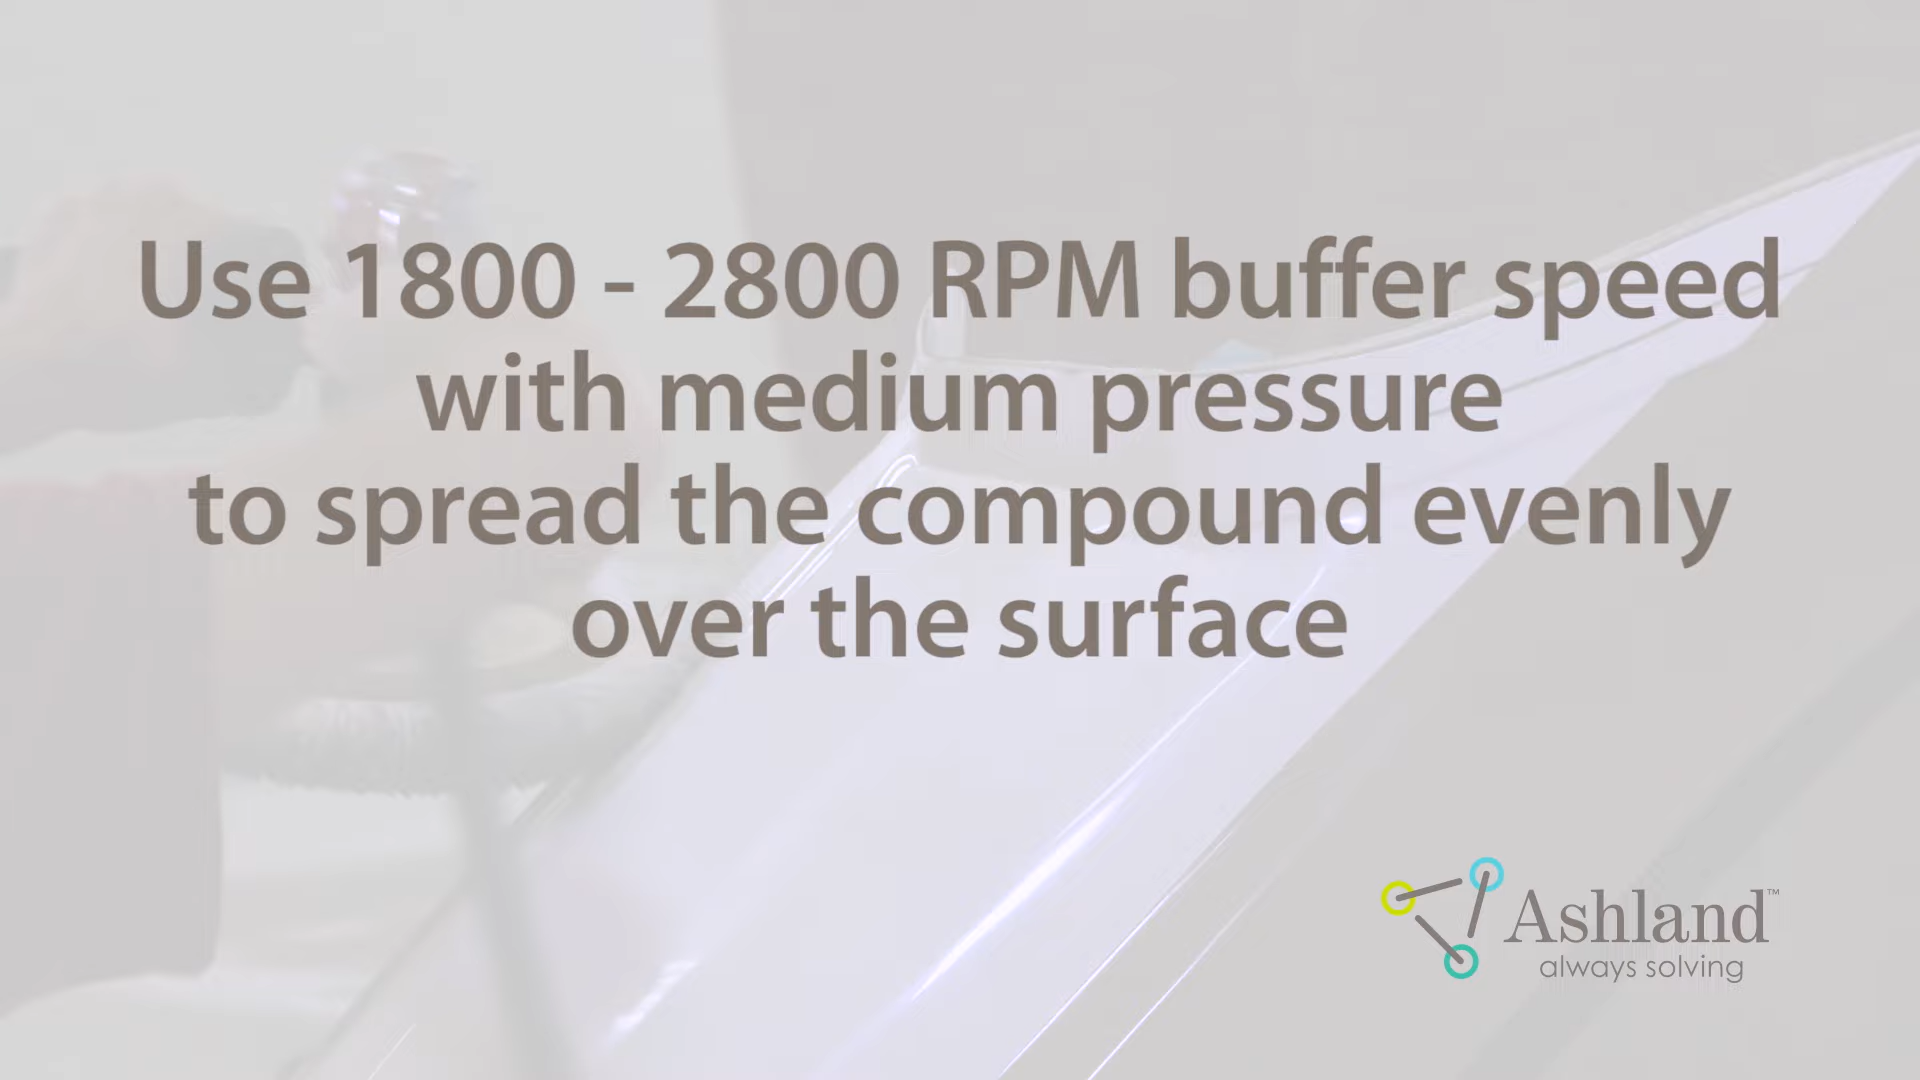 Use 1800 - 2800 RPM buffer speed
with medium pressure
to spread the compound evenly
over the surface
Ashland™
always solving